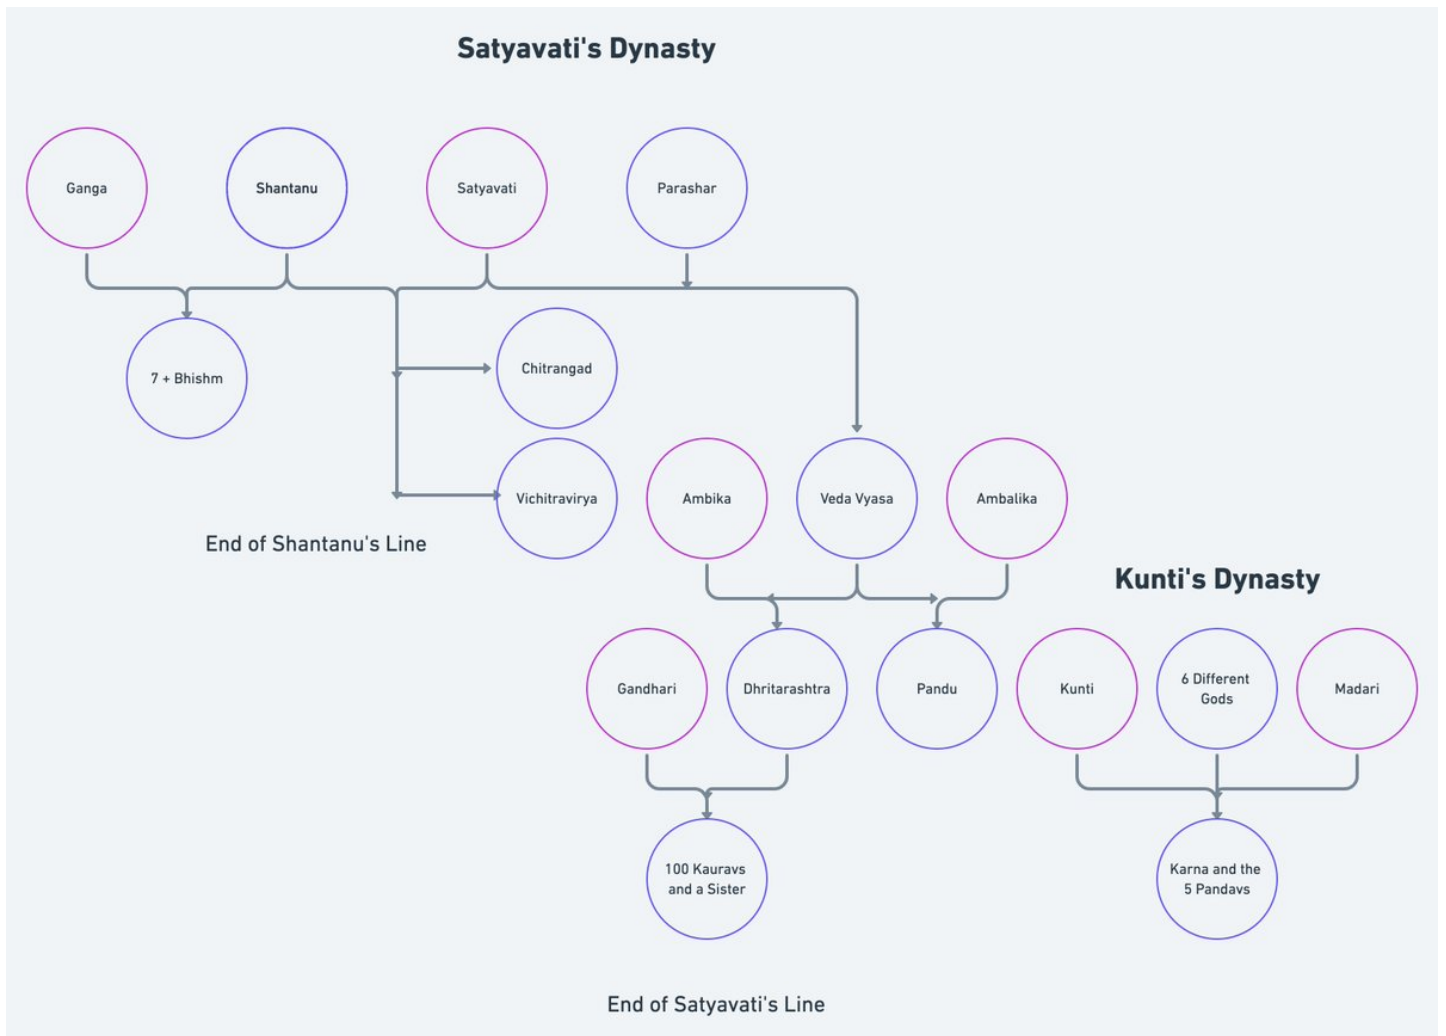 Satyavati's Dynasty
Ganga
Shantanu
Satyavati
Parashar
7 + Bhishm
Chitrangad
Vichitravirya
Ambika
Veda Vyasa
Ambalika
End of Shantanu's Line
Kunti's Dynasty
Gandhari
Dhritarashtra
Pandu
Kunti
6 Different
Gods
Madari
100 Kauravs
and a Sister
Karna and the
5 Pandavs
End of Satyavati's Line